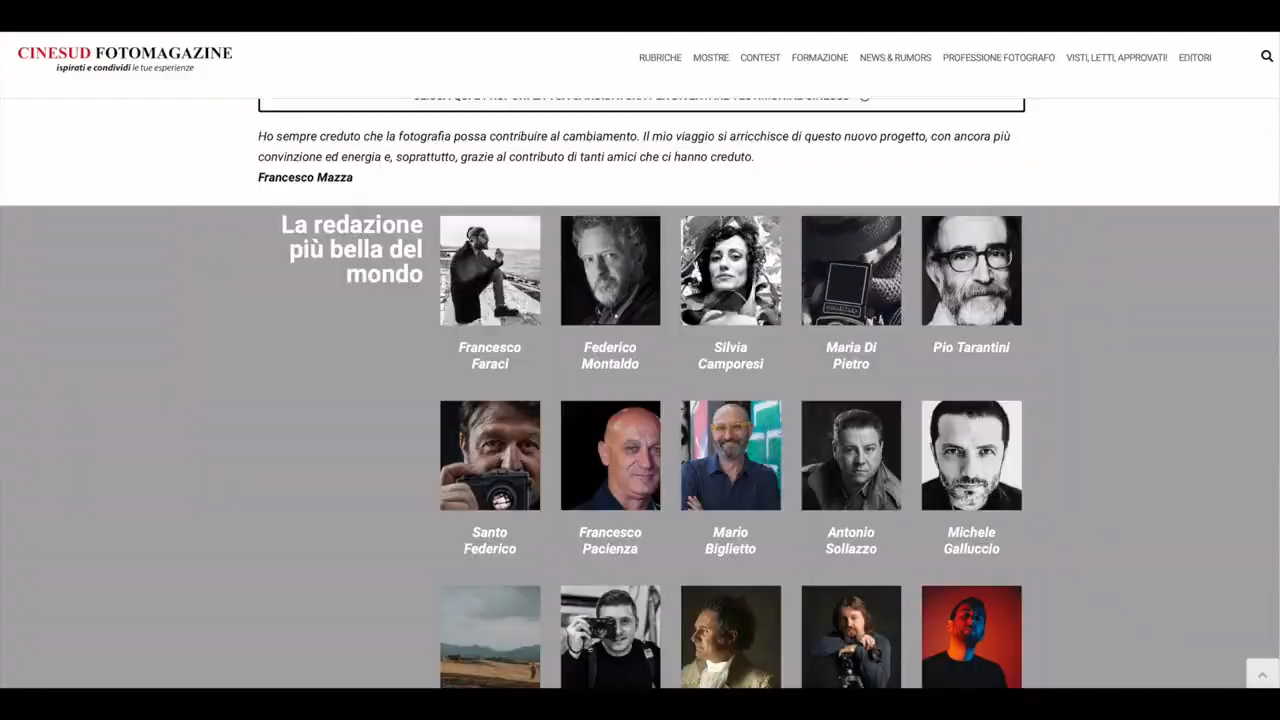 CINESUD FOTOMAGAZINE
ispirati e condividi le tue esperienze
RUBRICHE MOSTRE CONTEST FORMAZIONE NEWS & RUMORS PROFESSIONE FOTOGRAFO VISTI, LETTI, APPROVATI! EDITORI
Ho sempre creduto che la fotografia possa contribuire al cambiamento. Il mio viaggio si arricchisce di questo nuovo progetto, con ancora più
convinzione ed energia e, soprattutto, grazie al contributo di tanti amici che ci hanno creduto.
Francesco Mazza
La redazione
più bella del
mondo
Francesco
Faraci
Federico
Montaldo
Silvia
Camporesi
Maria Di
Pietro
Pio Tarantini
Santo
Federico
Francesco
Pacienza
Mario
Biglietto
Antonio
Sollazzo
Michele
Galluccio